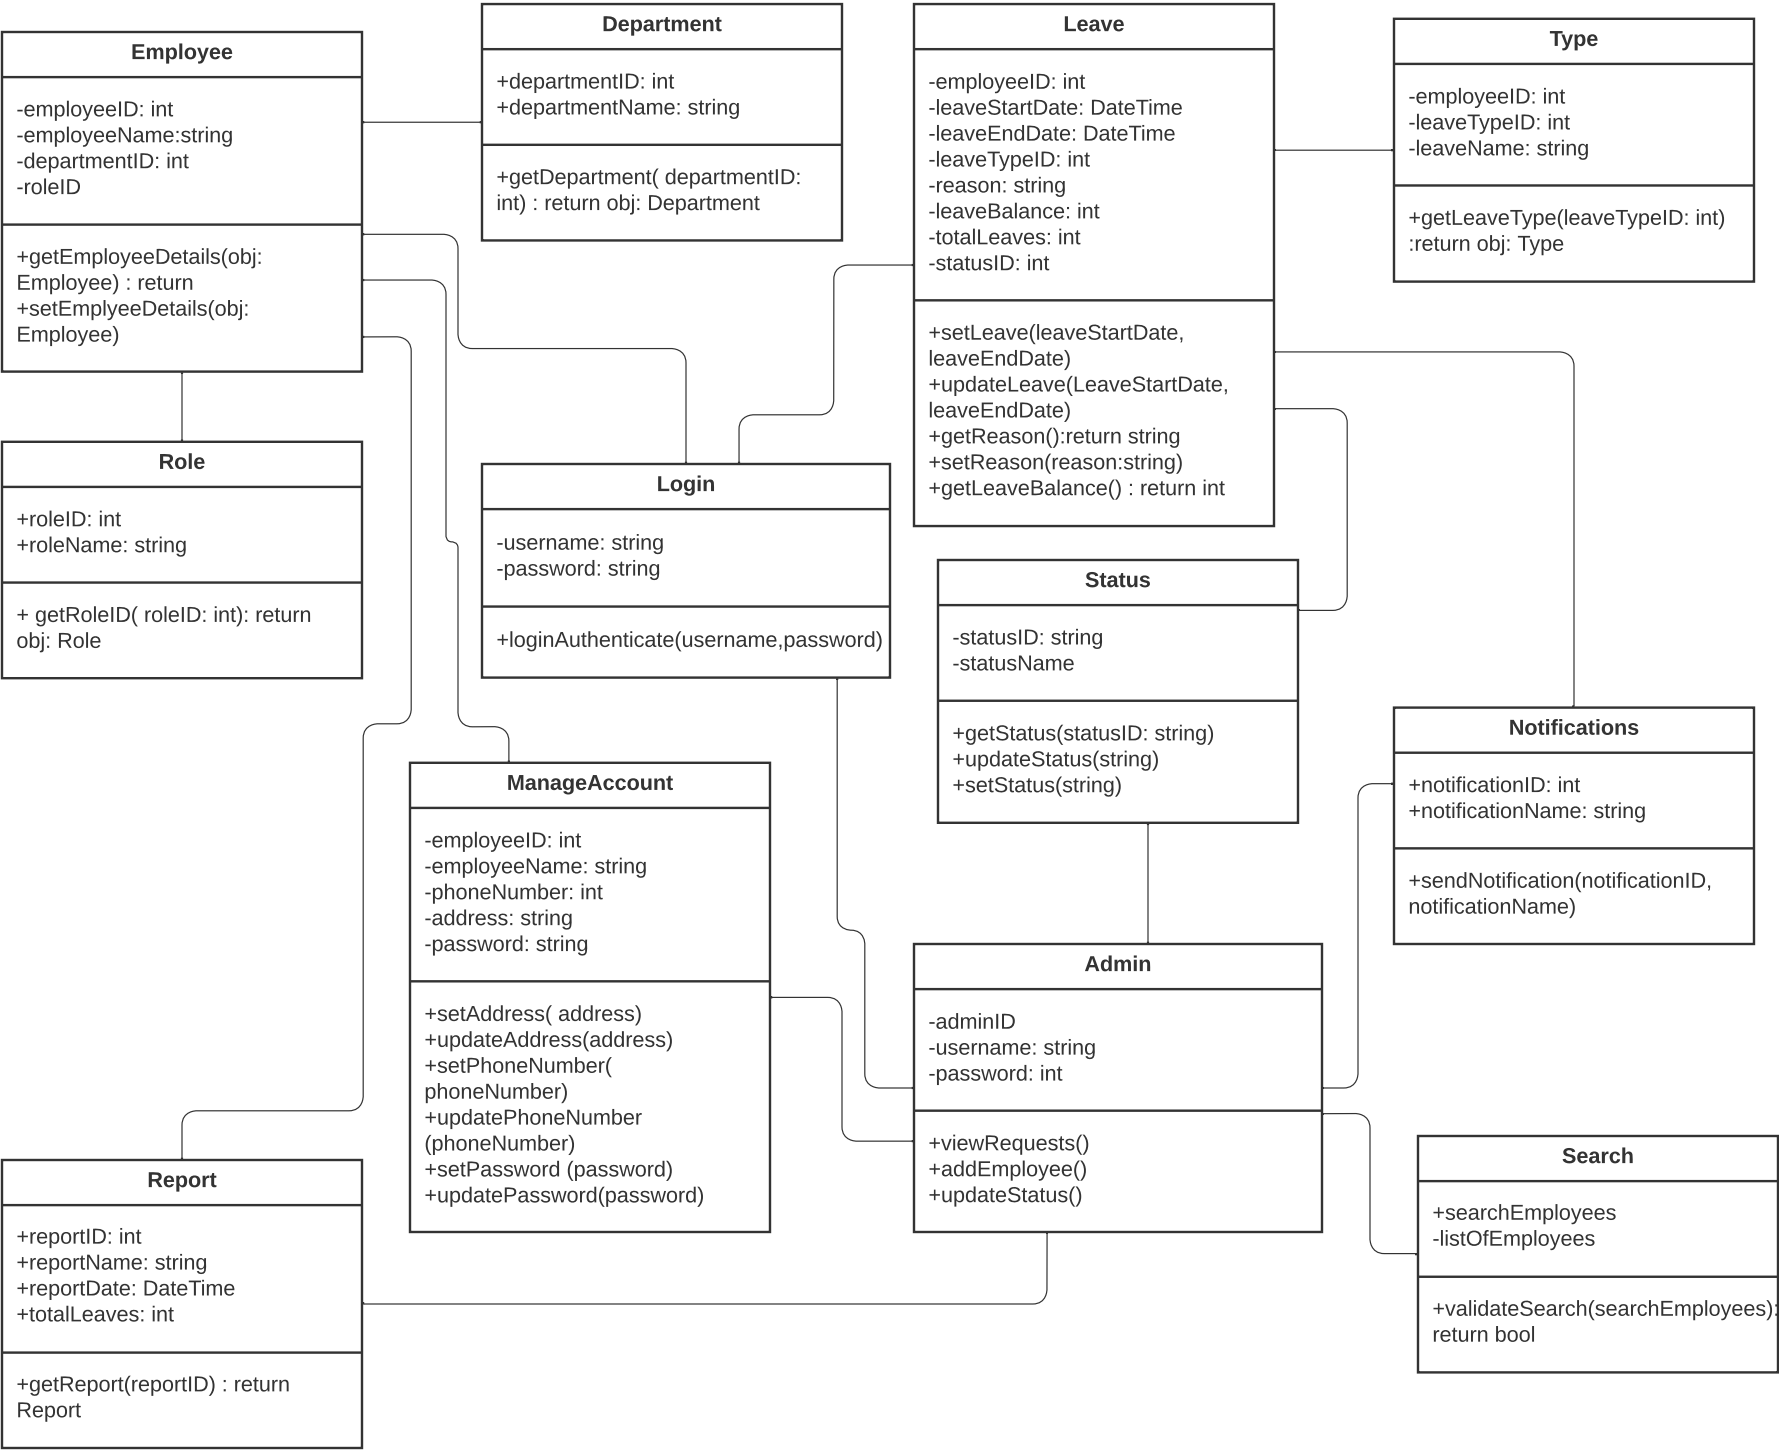 Employee
-employeeID: int
-employeeName:string
-departmentID: int
-roleID
+getEmployeeDetails(obj:
Employee) : return
+setEmplyeeDetails(obj:
Employee)
Department
+departmentID: int
+departmentName: string
+getDepartment( departmentID:
int) : return obj: Department
Leave
-employeeID: int
-leaveStartDate: DateTime
-leaveEndDate: DateTime
-leaveTypeID: int
-reason: string
-leaveBalance: int
-totalLeaves: int
-statusID: int
+setLeave(leaveStartDate,
leaveEndDate)
+updateLeave(LeaveStartDate,
leaveEndDate)
+getReason():return string
+setReason(reason:string)
+getLeaveBalance() : return int
Type
-employeeID: int
-leaveTypeID: int
-leaveName: string
+getLeaveType(leaveTypeID: int)
:return obj: Type
Role
+roleID: int
+roleName: string
+ getRoleID( roleID: int): return
obj: Role
Login
-username: string
-password: string
+loginAuthenticate(username,password)
Status
-statusID: string
-statusName
+getStatus(statusID: string)
+updateStatus(string)
+setStatus(string)
Notifications
+notificationID: int
+notificationName: string
+sendNotification(notificationID,
notificationName)
ManageAccount
-employeeID: int
-employeeName: string
-phoneNumber: int
-address: string
-password: string
+setAddress( address)
+updateAddress(address)
+setPhoneNumber(
phoneNumber)
+updatePhoneNumber
(phoneNumber)
+setPassword (password)
+updatePassword(password)
Admin
-adminID
-username: string
-password: int
+viewRequests()
+addEmployee()
+updateStatus()
Search
+searchEmployees
-listOfEmployees
+validateSearch(searchEmployees):
return bool
Report
+reportID: int
+reportName: string
+reportDate: DateTime
+totalLeaves: int
+getReport(reportID) : return
Report